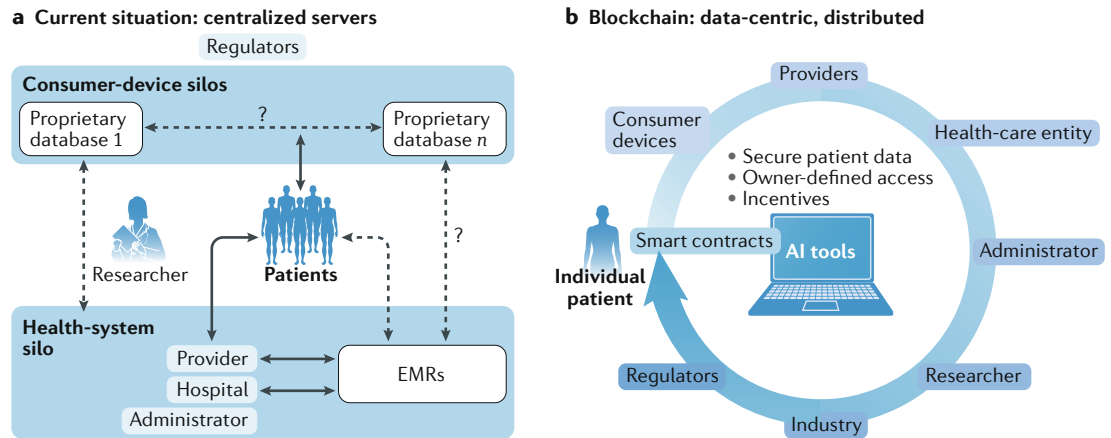 a Current situation: centralized servers
Regulators
Consumer-device silos
Proprietary
database 1
?
Proprietary
database n
Researcher
Patients
?
Health-system
silo
Provider
Hospital
Administrator
EMRs
b Blockchain: data-centric, distributed
Providers
Consumer
devices
Health-care entity
• Secure patient data
• Owner-defined access
• Incentives
Smart contracts
AI tools
Administrator
Individual
patient
Regulators
Researcher
Industry